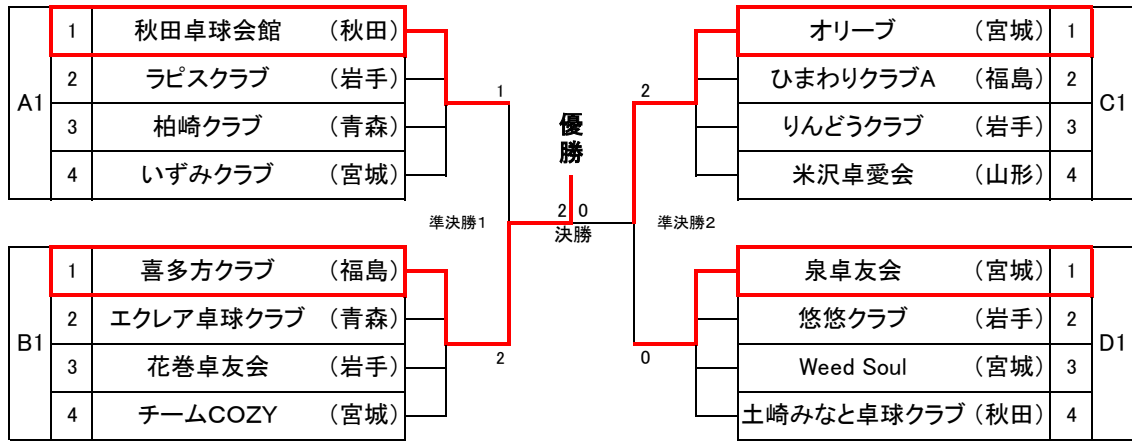 A1
1 秋田卓球会館 （秋田）
2 ラピスクラブ （岩手）
3 柏崎クラブ （青森）
4 いずみクラブ （宮城）
B1
1 喜多方クラブ （福島）
2 エクレア卓球クラブ （青森）
3 花巻卓友会 （岩手）
4 チームCOZY （宮城）
1
準決勝1
2
優勝
2 0
決勝
2
準決勝2
0
オリーブ （宮城） 1
ひまわりクラブA （福島） 2
りんどうクラブ （岩手） 3
米沢卓愛会 （山形） 4
C1
泉卓友会 （宮城） 1
悠悠クラブ （岩手） 2
Weed Soul （宮城） 3
土崎みなと卓球クラブ （秋田） 4
D1